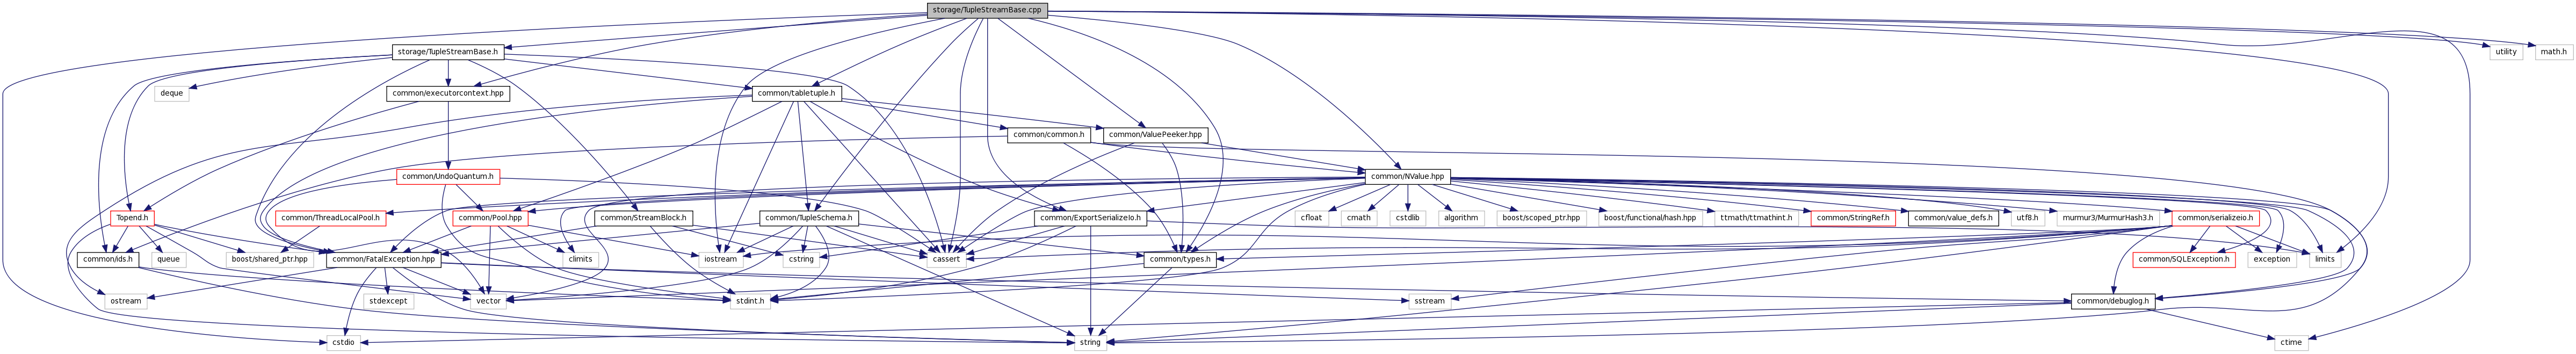 storage/TupleStreamBase.cpp
storage/TupleStreamBase.h
utility
math.h
deque
common/executorcontext.hpp
common/tabletuple.h
common/common.h
common/ValuePeeker.hpp
common/UndoQuantum.h
common/NValue.hpp
Topend.h
common/ThreadLocalPool.h
common/Pool.hpp
common/StreamBlock.h
common/TupleSchema.h
common/ExportSerializeIo.h
cfloat
cmath
cstdlib
algorithm
boost/scoped_ptr.hpp
boost/functional/hash.hpp
ttmath/ttmathint.h
common/StringRef.h
common/value_defs.h
utf8.h
murmur3/MurmurHash3.h
common/serializeio.h
common/ids.h
queue
boost/shared_ptr.hpp
common/FatalException.hpp
climits
iostream
cstring
cassert
common/types.h
common/SQLException.h
exception
limits
ostream
stdexcept
vector
stdint.h
sstream
common/debuglog.h
cstdio
string
ctime